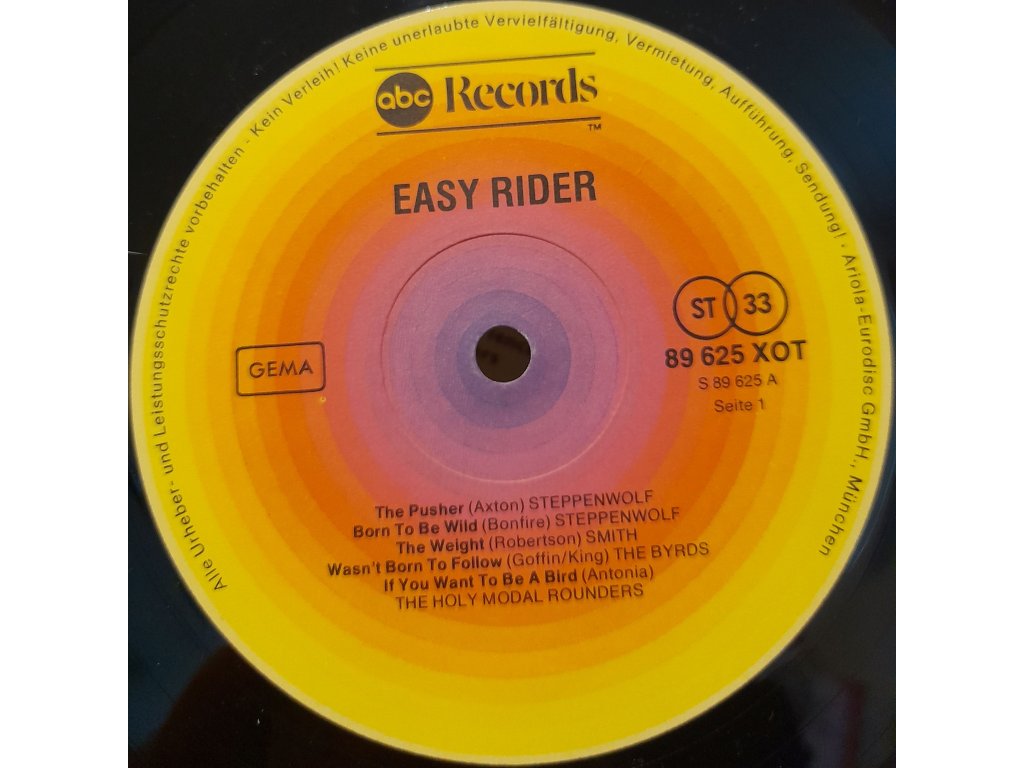 Alle Urheber- und Leistungsschutzrechte vorbehalten - Kein Verleih! Keine unerlaubte Vervielfältigung, Vermietung, Aufführung, Sendung! · Ariola-Eurodisc GmbH., München
abc Records
TM
EASY RIDER
ST 33
GEMA
89 625 XOT
S 89 625 A
Seite 1
The Pusher (Axton) STEPPENWOLF
Born To Be Wild (Bonfire) STEPPENWOLF
The Weight (Robertson) SMITH
Wasn't Born To Follow (Goffin/King) THE BYRDS
If You Want To Be A Bird (Antonia)
THE HOLY MODAL ROUNDERS